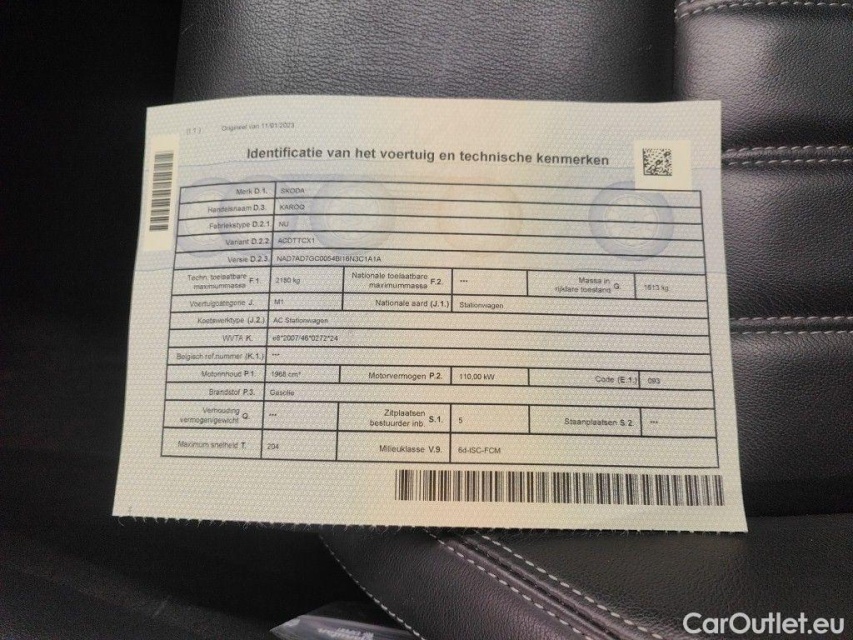 (I.T.) Origineel van 11/01/2023
Identificatie van het voertuig en technische kenmerken
Merk D.1. SKODA
Handelsnaam D.3. KAROQ
Fabriekstype D.2.1 NU
Variant D.2.2. ACDTTCX1
Versie D.2.3. NAD7AD7GC0054BI16N3C1A1A
Techn. toelaatbare maximummassa F.1. 2180 kg Nationale toelaatbare maximummassa F.2. --- Massa in rijklare toestand G. 1613 kg
Voertuigcategorie J. M1 Nationale aard (J.1.) Stationwagen
Koetswerktype (J.2.) AC Stationwagen
WVTA K. e8*2007/46*0272*24
Belgisch ref.nummer (K.1.) ---
Motorinhoud P.1. 1968 cm³ Motorvermogen P.2. 110,00 kW Code (E.1.) 093
Brandstof P.3. Gasolie
Verhouding vermogen/gewicht Q. --- Zitplaatsen bestuurder inb. S.1. 5 Staanplaatsen S.2. ---
Maximum snelheid T. 204 Milieuklasse V.9. 6d-ISC-FCM
CarOutlet.eu